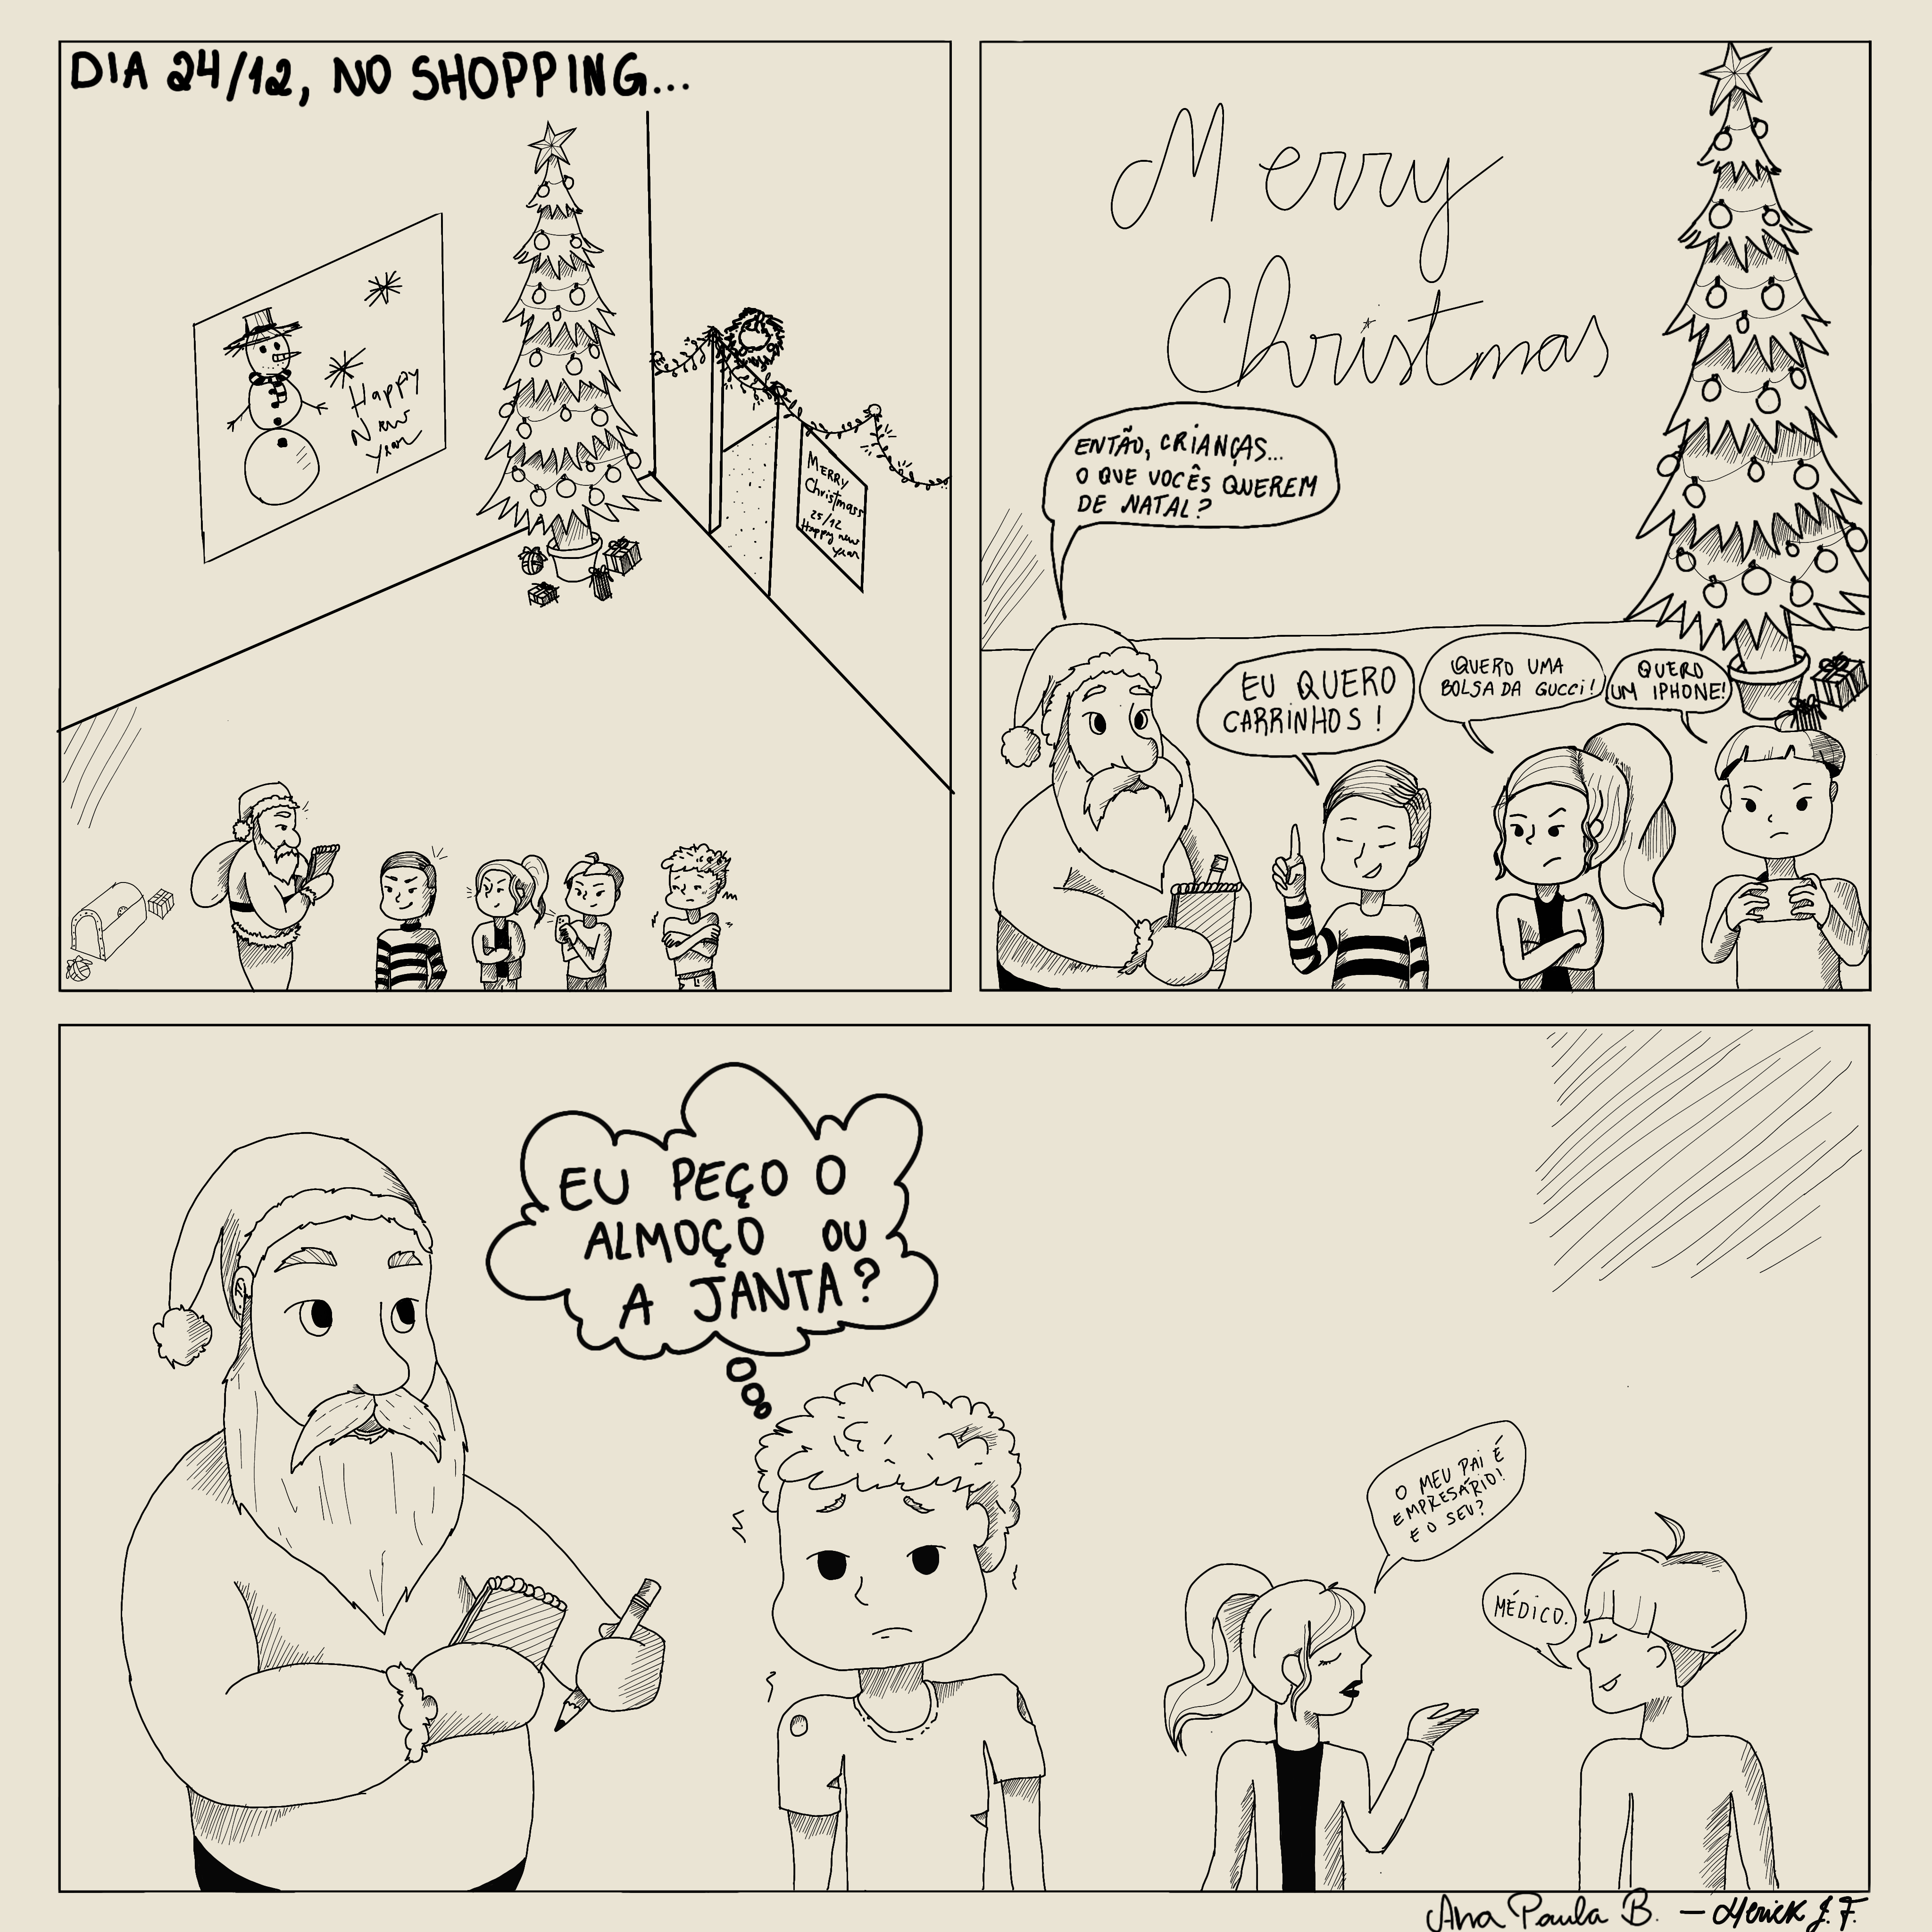 DIA 24/12, NO SHOPPING...
Happy
New
year
MERRY
Christmass
25/12
Happy new
year
Merry
Christmas
ENTÃO, CRIANÇAS...
O QUE VOCÊS QUEREM
DE NATAL?
EU QUERO
CARRINHOS!
QUERO UMA
BOLSA DA GUCCI!
QUERO
UM IPHONE!
EU PEÇO O
ALMOÇO OU
A JANTA?
O MEU PAI É
EMPRESÁRIO!
E O SEU?
MÉDICO.
Ana Paula B. — Merick J. F.